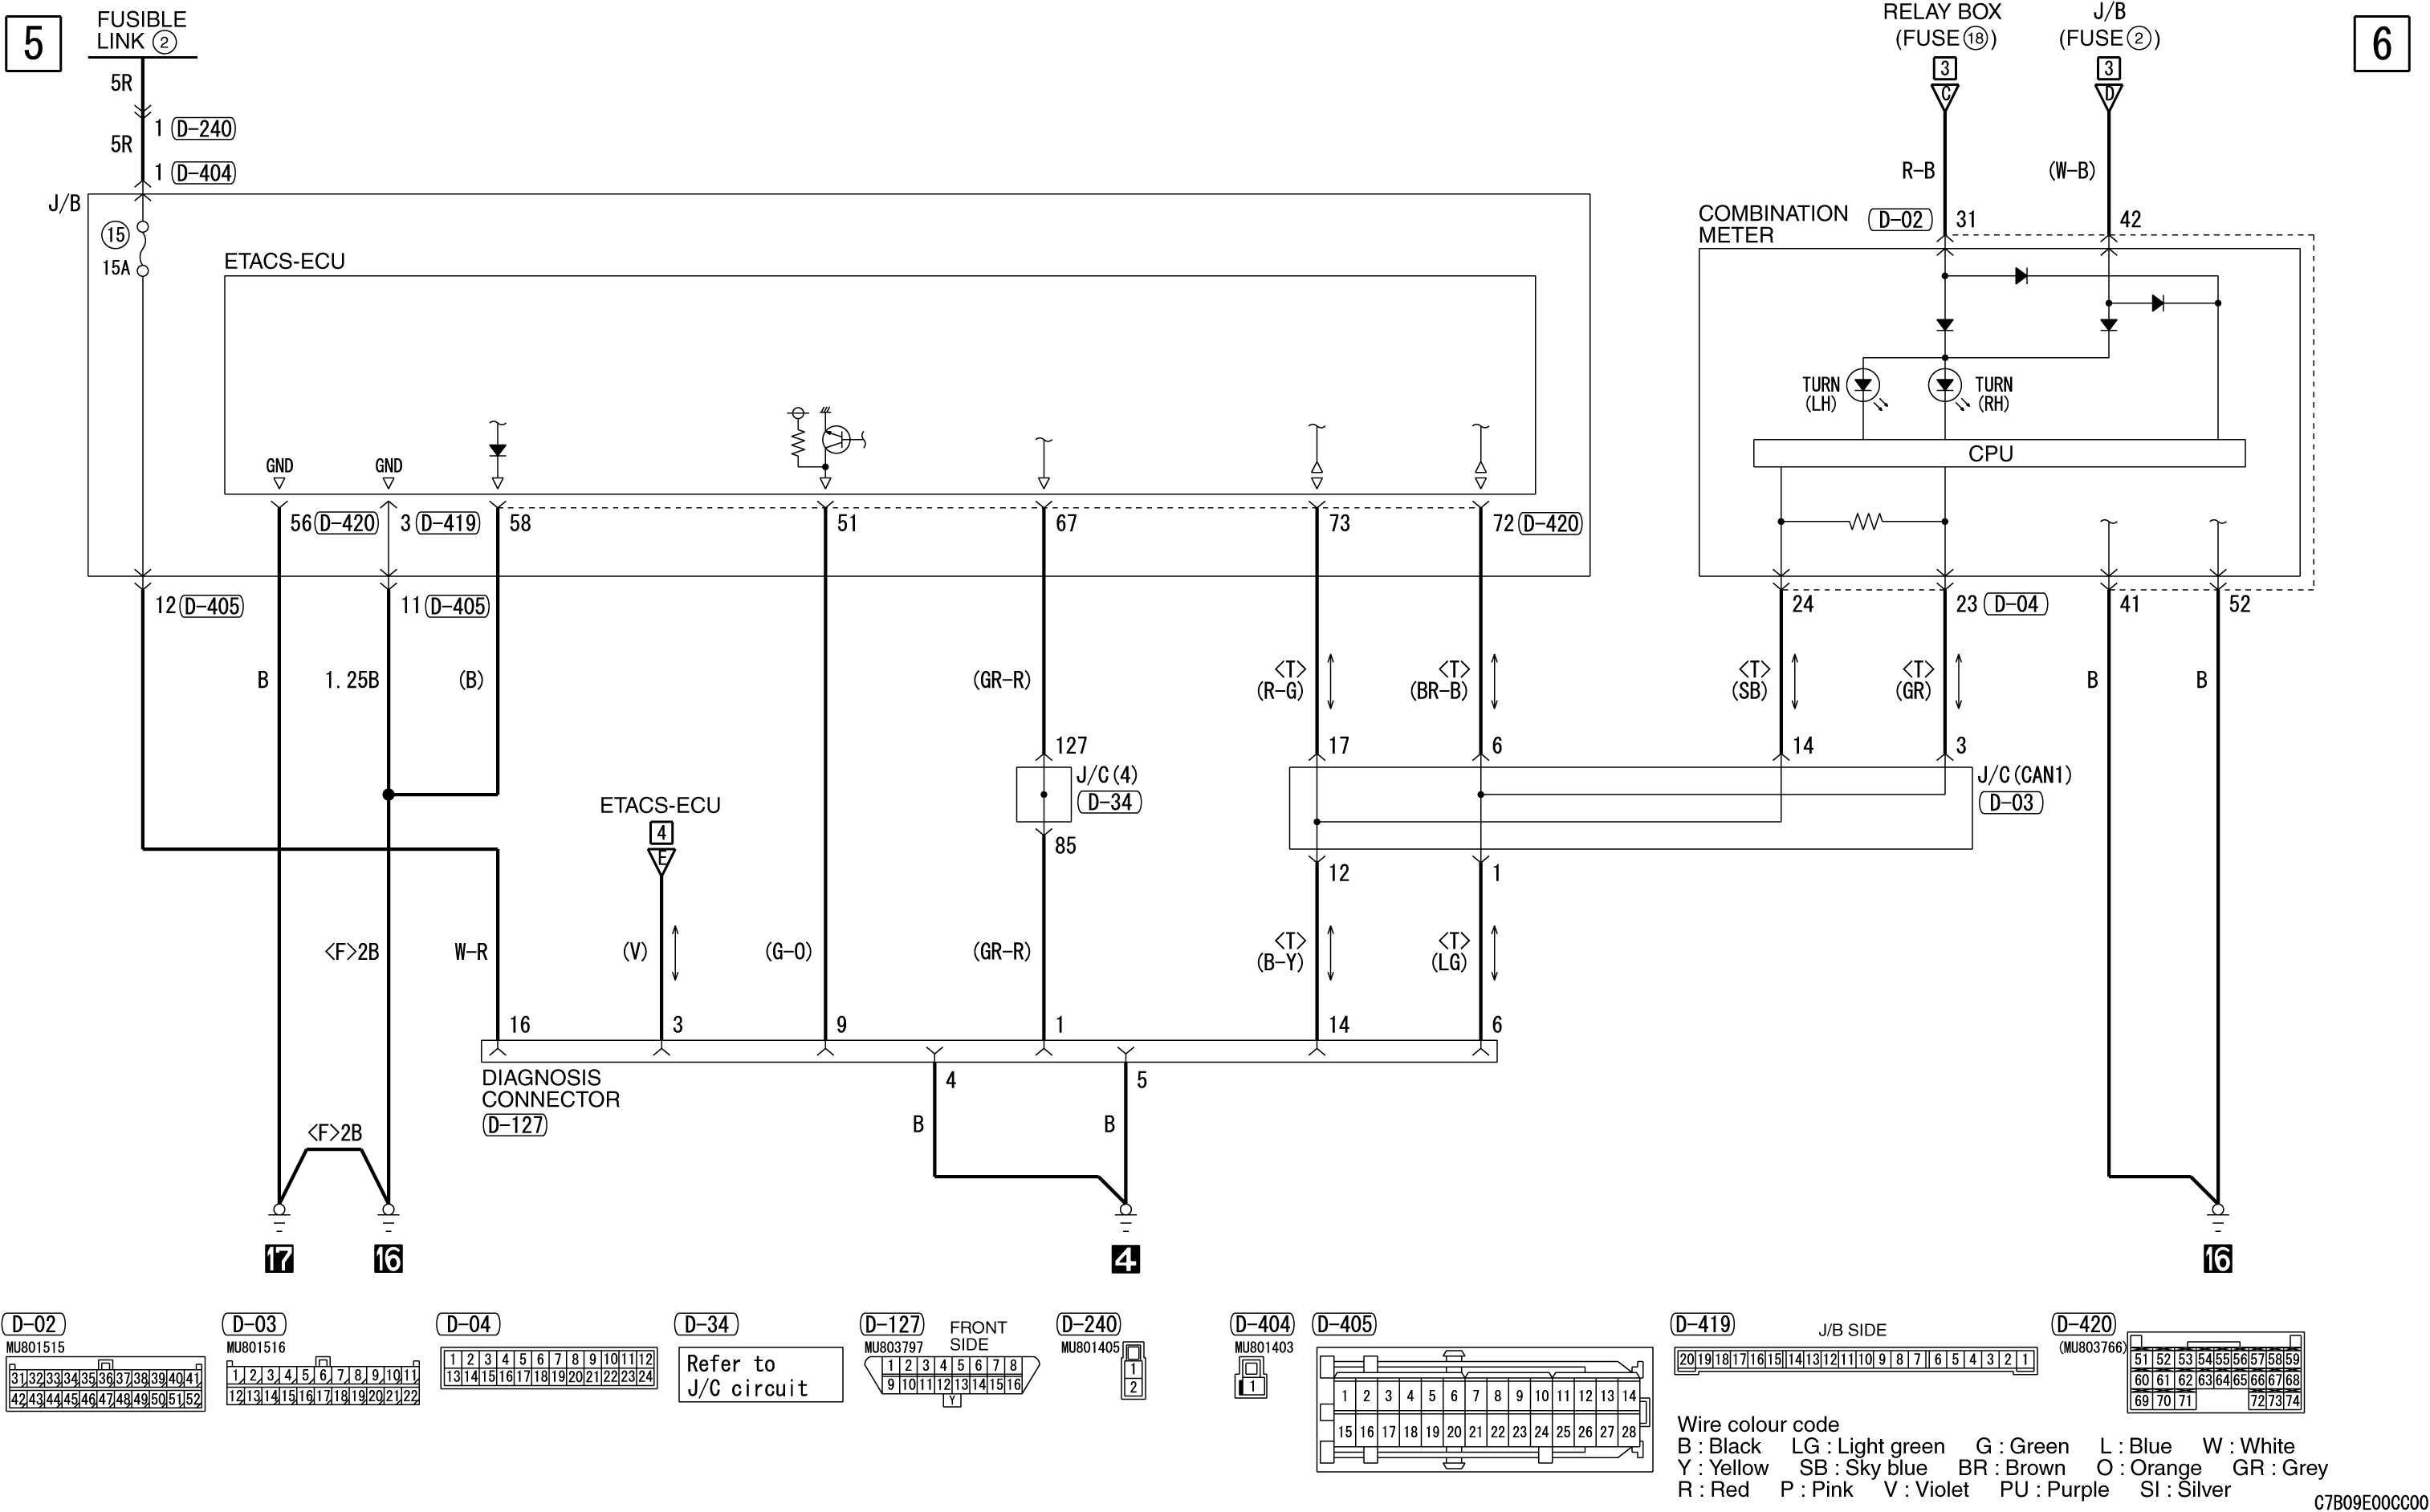 5
FUSIBLE
LINK ②
RELAY BOX
(FUSE⑱)
J/B
(FUSE②)
6
5R
3
3
C
D
1 D-240
5R
1 D-404
R-B
(W-B)
J/B
COMBINATION
METER
D-02 31
42
⑮
15A
ETACS-ECU
TURN
(LH)
TURN
(RH)
CPU
GND
GND
56 D-420
3 D-419
58
51
67
73
72 D-420
12 D-405
11 D-405
24
23 D-04
41
52
B
1.25B
(B)
(GR-R)
<T>
(R-G)
<T>
(BR-B)
<T>
(SB)
<T>
(GR)
B
B
127
17
6
14
3
J/C(4)
D-34
J/C(CAN1)
D-03
ETACS-ECU
4
E
85
12
1
<F>2B
W-R
(V)
(G-O)
(GR-R)
<T>
(B-Y)
<T>
(LG)
16
3
9
1
14
6
DIAGNOSIS
CONNECTOR
D-127
4
5
B
B
<F>2B
17
16
4
16
D-02
MU801515
31 32 33 34 35 36 37 38 39 40 41
42 43 44 45 46 47 48 49 50 51 52
D-03
MU801516
1 2 3 4 5 6 7 8 9 10 11
12 13 14 15 16 17 18 19 20 21 22
D-04
1 2 3 4 5 6 7 8 9 10 11 12
13 14 15 16 17 18 19 20 21 22 23 24
D-34
Refer to
J/C circuit
D-127
MU803797
FRONT
SIDE
1 2 3 4 5 6 7 8
9 10 11 12 13 14 15 16
Y
D-240
MU801405
1
2
D-404
MU801403
1
D-405
1 2 3 4 5 6 7 8 9 10 11 12 13 14
15 16 17 18 19 20 21 22 23 24 25 26 27 28
D-419
J/B SIDE
20 19 18 17 16 15 14 13 12 11 10 9 8 7 6 5 4 3 2 1
D-420
(MU803766)
51 52 53 54 55 56 57 58 59
60 61 62 63 64 65 66 67 68
69 70 71 72 73 74
Wire colour code
B : Black LG : Light green G : Green L : Blue W : White
Y : Yellow SB : Sky blue BR : Brown O : Orange GR : Grey
R : Red P : Pink V : Violet PU : Purple SI : Silver
C7B09E00CC00